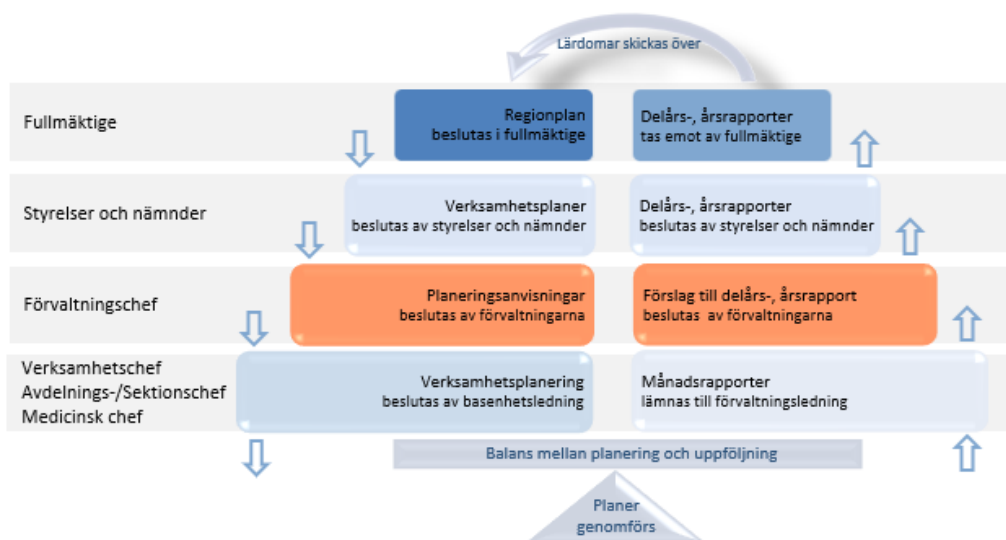 Lärdomar skickas över
Fullmäktige
Regionplan
beslutas i fullmäktige
Delårs-, årsrapporter
tas emot av fullmäktige
Styrelser och nämnder
Verksamhetsplaner
beslutas av styrelser och nämnder
Delårs-, årsrapporter
beslutas av styrelser och nämnder
Förvaltningschef
Planeringsanvisningar
beslutas av förvaltningarna
Förslag till delårs-, årsrapport
beslutas av förvaltningarna
Verksamhetschef
Avdelnings-/Sektionschef
Medicinsk chef
Verksamhetsplanering
beslutas av basenhetsledning
Månadsrapporter
lämnas till förvaltningsledning
Balans mellan planering och uppföljning
Planer
genomförs